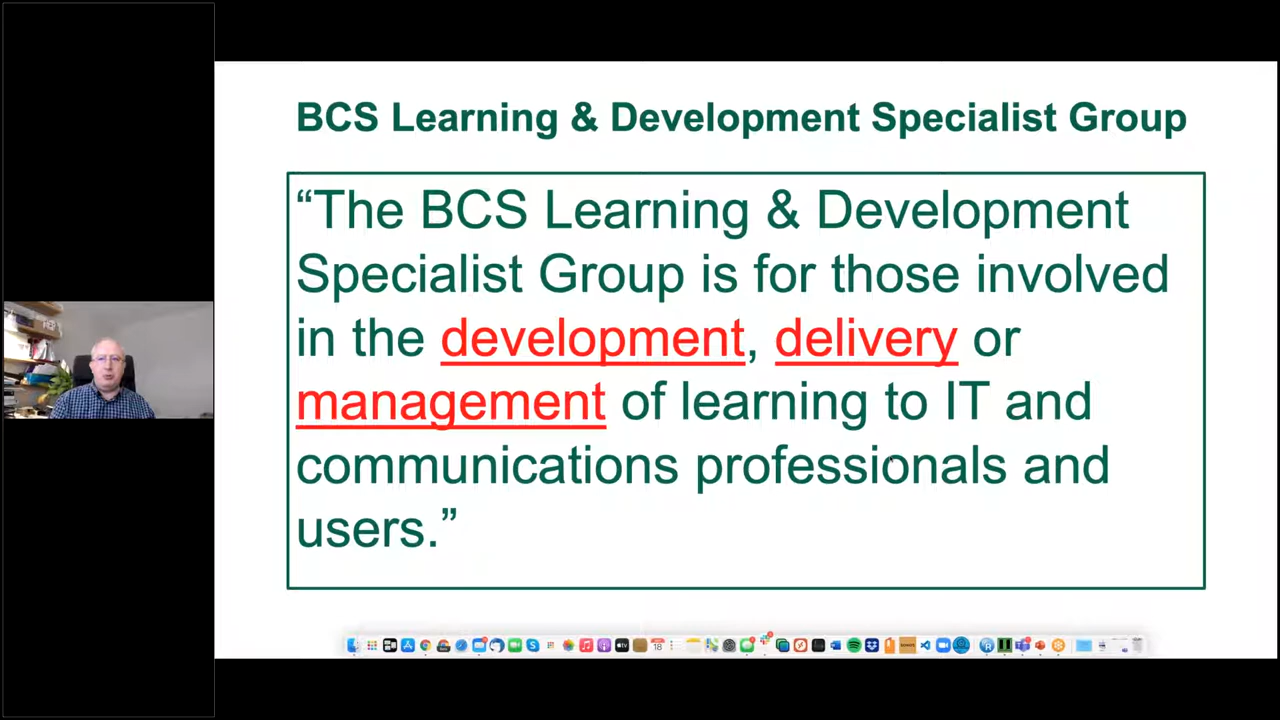 BCS Learning & Development Specialist Group
“The BCS Learning & Development
Specialist Group is for those involved
in the development, delivery or
management of learning to IT and
communications professionals and
users.”
18